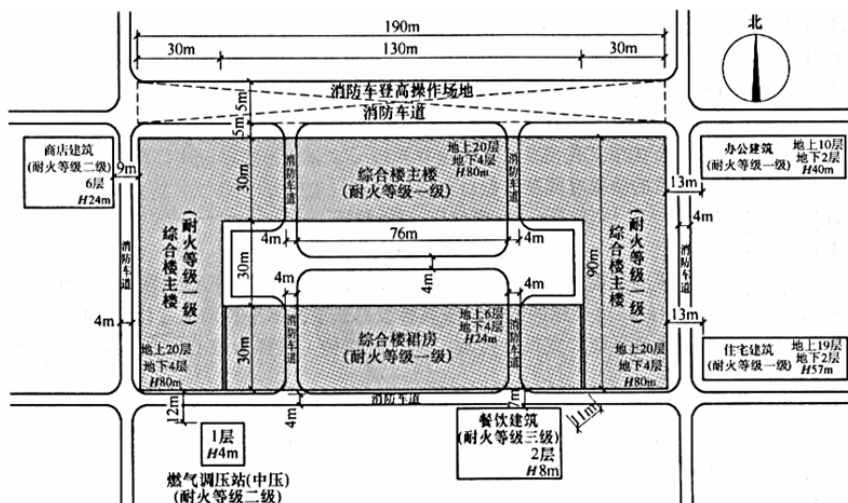 190m
30m
130m
30m
北
消防车登高操作场地
消防车道
5m
5m
商店建筑
(耐火等级二级)
6层
H24m
9m
消防车道
综合楼主楼
(耐火等级一级)
地上20层
地下4层
H80m
消防车道
办公建筑
(耐火等级一级)
地上10层
地下2层
H40m
13m
30m
4m
76m
4m
4m
30m
4m
4m
4m
90m
综合楼主楼
(耐火等级一级)
综合楼主楼
(耐火等级一级)
消防车道
消防车道
4m
13m
30m
消防车道
综合楼裙房
(耐火等级一级)
地上6层
地下4层
H24m
消防车道
地上20层
地下4层
H80m
地上20层
地下4层
H80m
住宅建筑
(耐火等级一级)
地上19层
地下2层
H57m
12m
4m
消防车道
7m
11m
1层
H4m
燃气调压站(中压)
(耐火等级二级)
餐饮建筑
(耐火等级三级)
2层
H8m